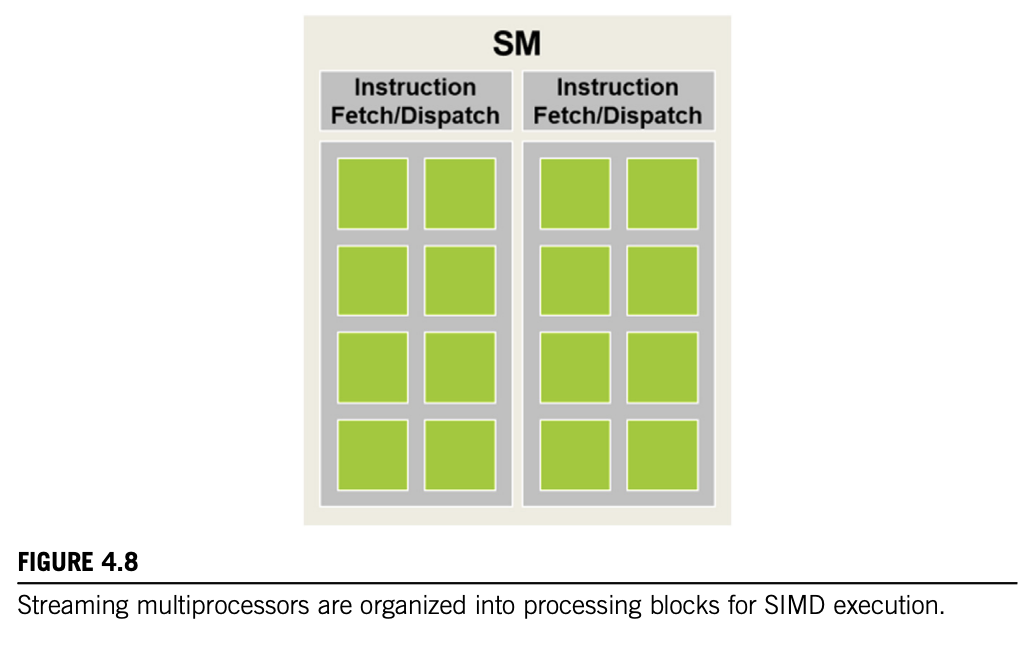 SM
Instruction
Fetch/Dispatch
Instruction
Fetch/Dispatch
FIGURE 4.8
Streaming multiprocessors are organized into processing blocks for SIMD execution.